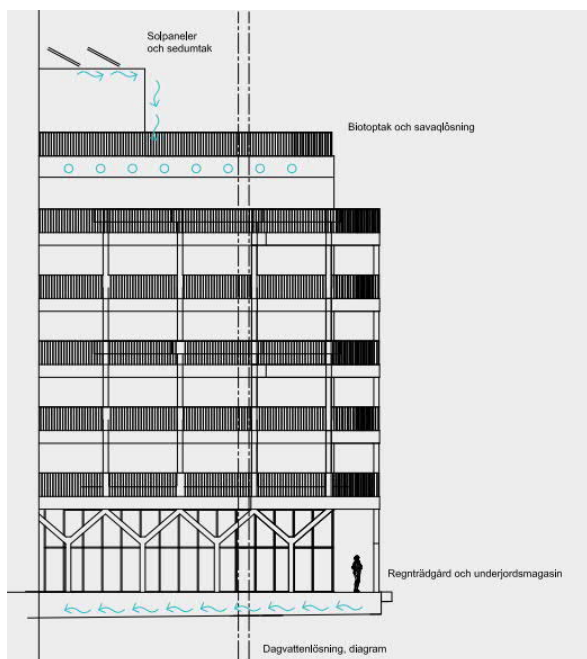 Solpaneler
och sedumtak
Biotoptak och savaqlösning
Regnträdgård och underjordsmagasin
Dagvattenlösning, diagram